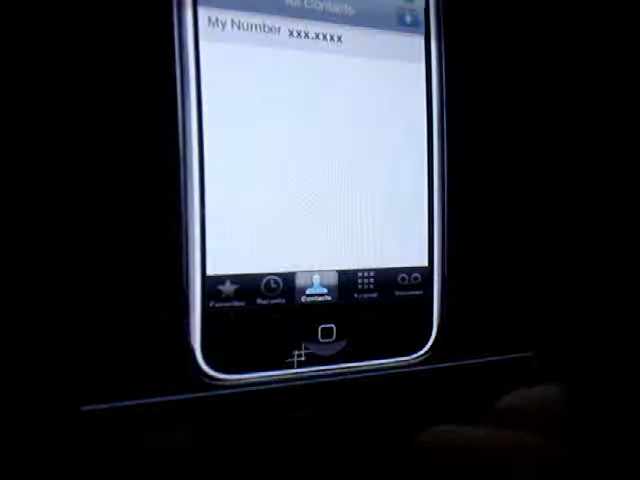 All Contacts
My Number xxx.xxxx
Favorites Recents Contacts Keypad Voicemail